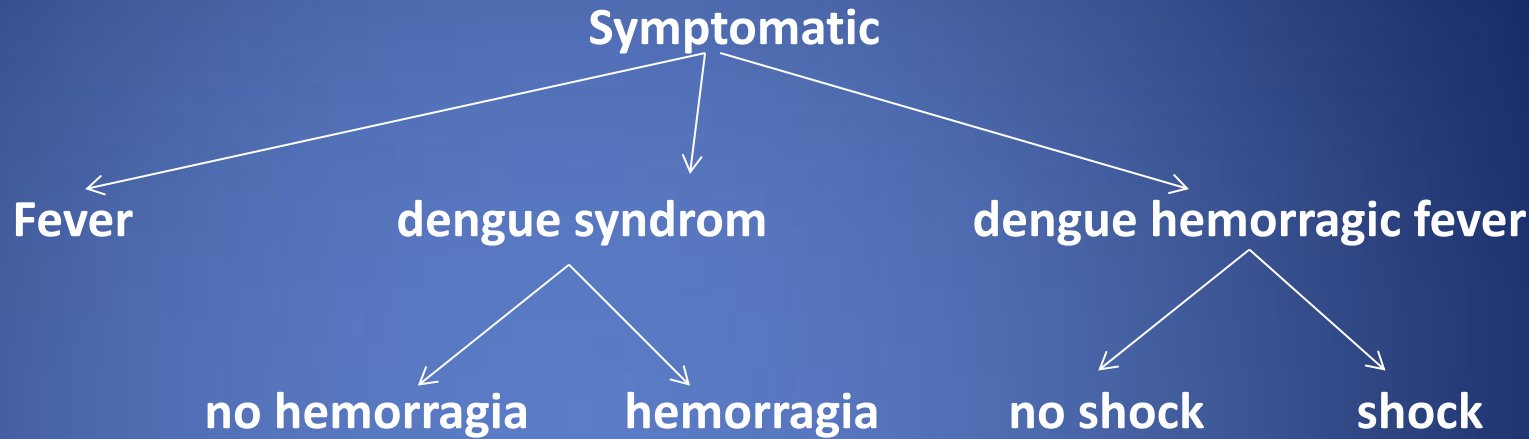 Symptomatic
Fever dengue syndrom dengue hemorragic fever
no hemorragia hemorragia no shock shock